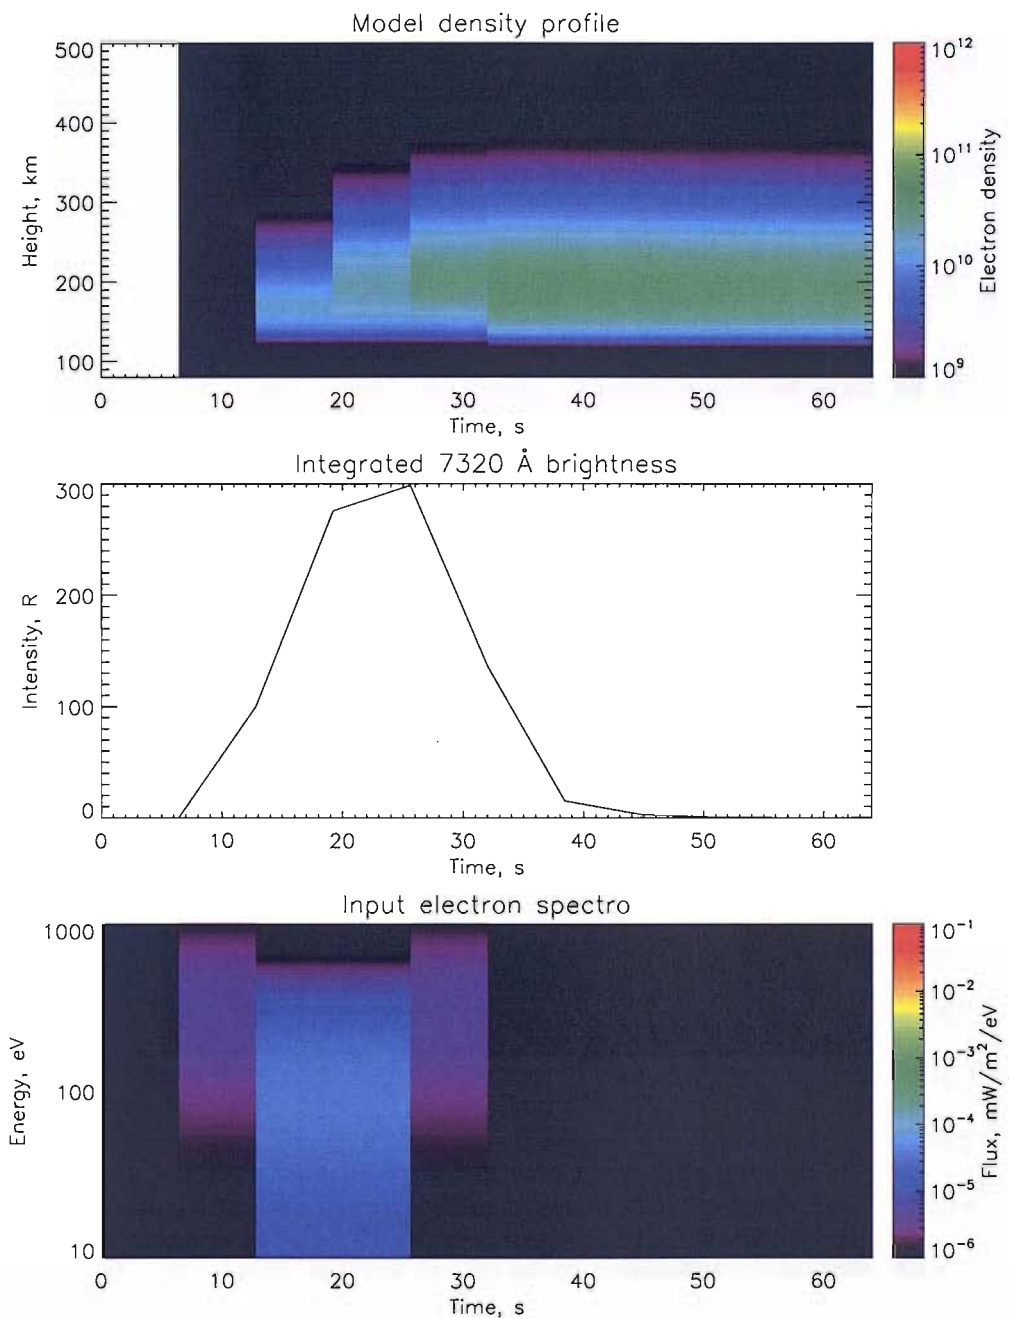 Model density profile
500
400
300
200
100
Height, km
0 10 20 30 40 50 60
Time, s
10¹²
10¹¹
10¹⁰
10⁹
Electron density
Integrated 7320 Å brightness
300
200
100
0
Intensity, R
0 10 20 30 40 50 60
Time, s
Input electron spectro
1000
100
10
Energy, eV
0 10 20 30 40 50 60
Time, s
10⁻¹
10⁻²
10⁻³
10⁻⁴
10⁻⁵
10⁻⁶
Flux, mW/m²/eV